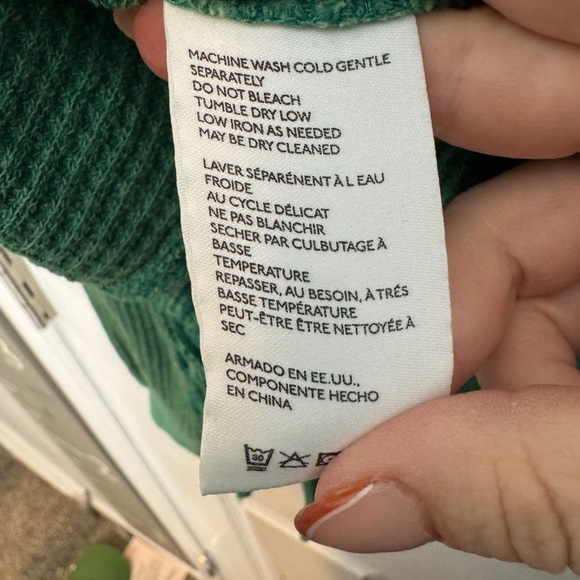 MACHINE WASH COLD GENTLE
SEPARATELY
DO NOT BLEACH
TUMBLE DRY LOW
LOW IRON AS NEEDED
MAY BE DRY CLEANED
LAVER SÉPARÉNENT À L EAU
FROIDE
AU CYCLE DÉLICAT
NE PAS BLANCHIR
SECHER PAR CULBUTAGE À
BASSE
TEMPERATURE
REPASSER, AU BESOIN, À TRÉS
BASSE TEMPÉRATURE
PEUT-ÊTRE ÊTRE NETTOYÉE À
SEC
ARMADO EN EE.UU.,
COMPONENTE HECHO
EN CHINA
30